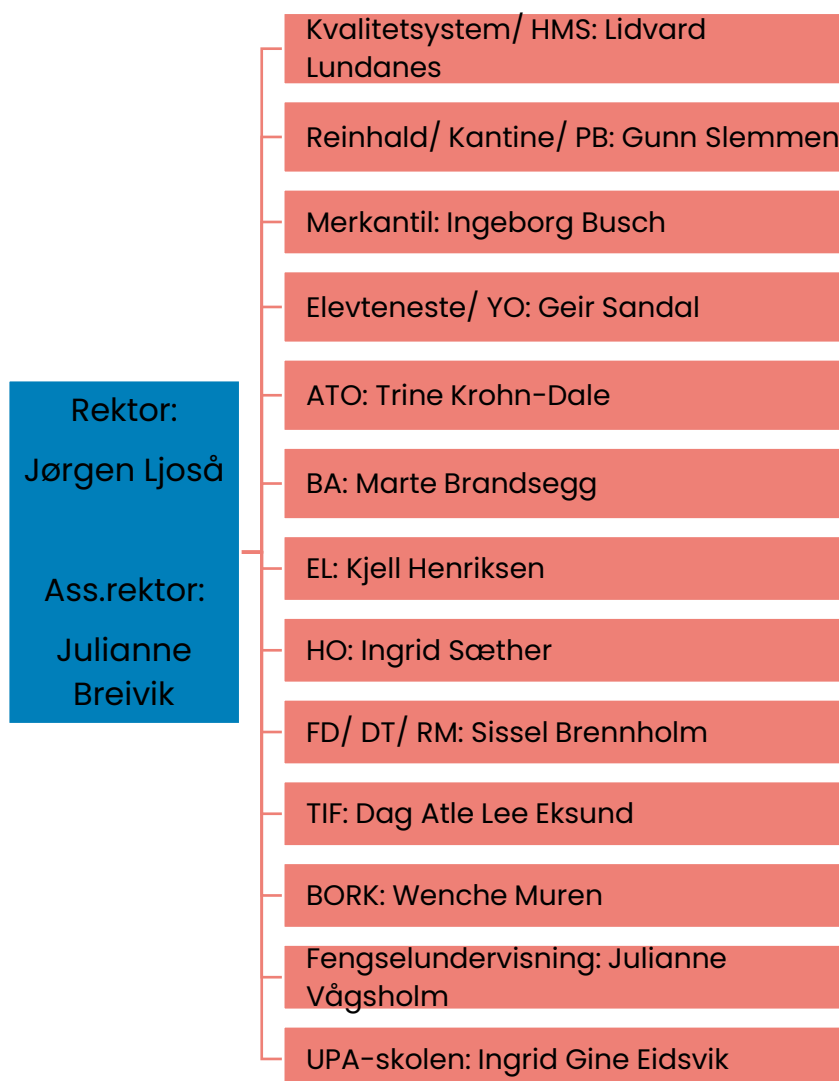 Kvalitetsystem/ HMS: Lidvard
Lundanes
Reinhald/ Kantine/ PB: Gunn Slemmen
Merkantil: Ingeborg Busch
Elevteneste/ YO: Geir Sandal
ATO: Trine Krohn-Dale
Rektor:
Jørgen Ljoså
Ass.rektor:
Julianne
Breivik
BA: Marte Brandsegg
EL: Kjell Henriksen
HO: Ingrid Sæther
FD/ DT/ RM: Sissel Brennholm
TIF: Dag Atle Lee Eksund
BORK: Wenche Muren
Fengselundervisning: Julianne
Vågsholm
UPA-skolen: Ingrid Gine Eidsvik